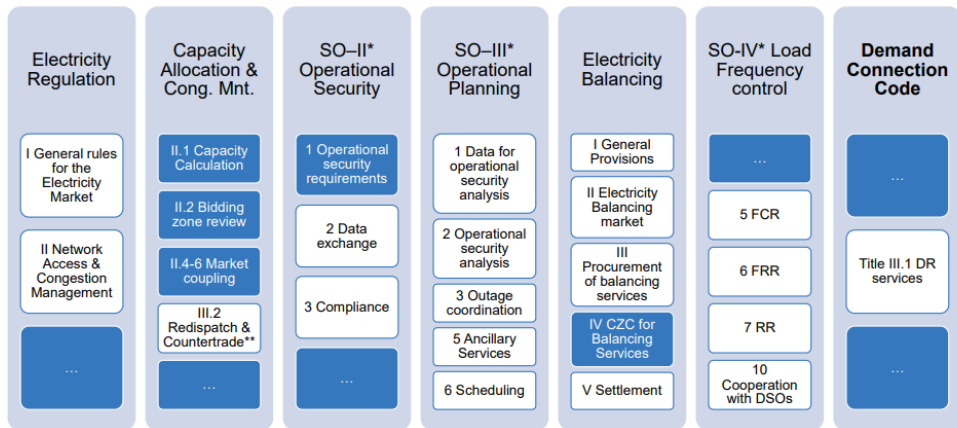 Electricity
Regulation
I General rules
for the
Electricity
Market
II Network
Access &
Congestion
Management
…
Capacity
Allocation &
Cong. Mnt.
II.1 Capacity
Calculation
II.2 Bidding
zone review
II.4-6 Market
coupling
III.2
Redispatch &
Countertrade**
…
SO–II*
Operational
Security
1 Operational
security
requirements
2 Data
exchange
3 Compliance
…
SO–III*
Operational
Planning
1 Data for
operational
security
analysis
2 Operational
security
analysis
3 Outage
coordination
5 Ancillary
Services
6 Scheduling
Electricity
Balancing
I General
Provisions
II Electricity
Balancing
market
III
Procurement
of balancing
services
IV CZC for
Balancing
Services
V Settlement
SO-IV* Load
Frequency
control
…
5 FCR
6 FRR
7 RR
10
Cooperation
with DSOs
Demand
Connection
Code
…
Title III.1 DR
services
…